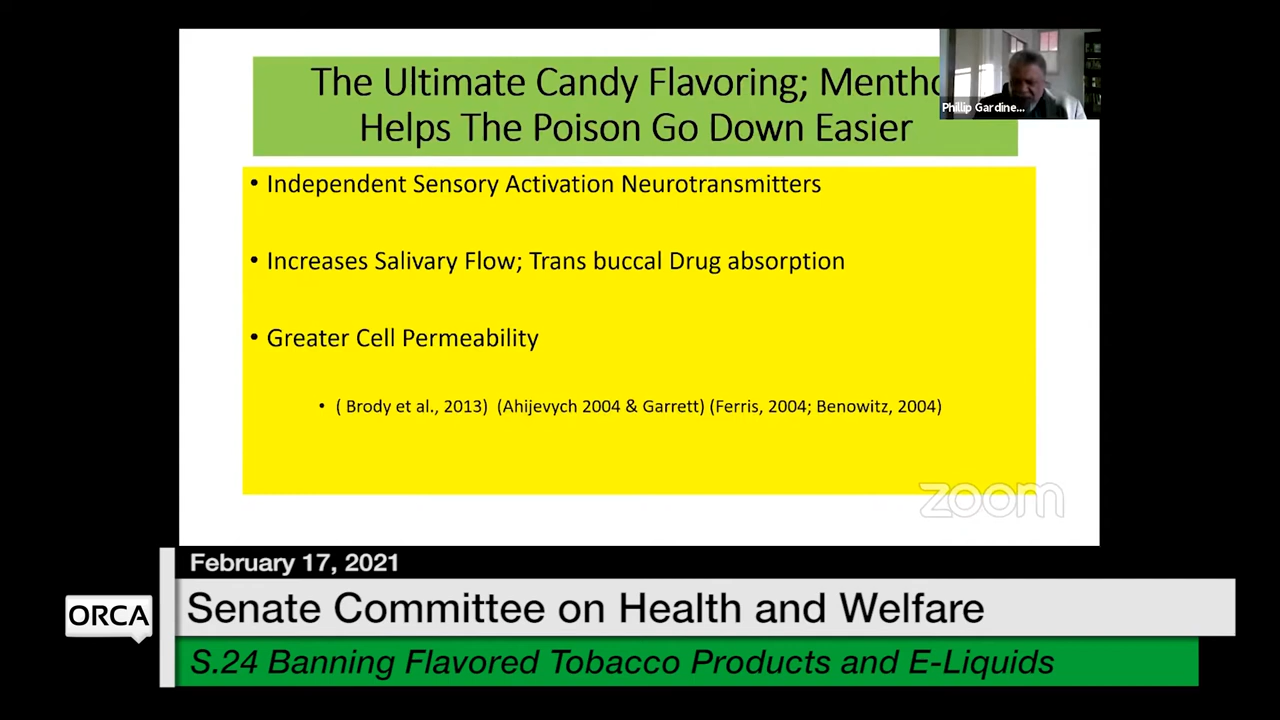 The Ultimate Candy Flavoring; Mentho
Helps The Poison Go Down Easier
Phillip Gardine...
• Independent Sensory Activation Neurotransmitters
• Increases Salivary Flow; Trans buccal Drug absorption
• Greater Cell Permeability
• ( Brody et al., 2013) (Ahijevych 2004 & Garrett) (Ferris, 2004; Benowitz, 2004)
zoom
February 17, 2021
ORCA
Senate Committee on Health and Welfare
S.24 Banning Flavored Tobacco Products and E-Liquids